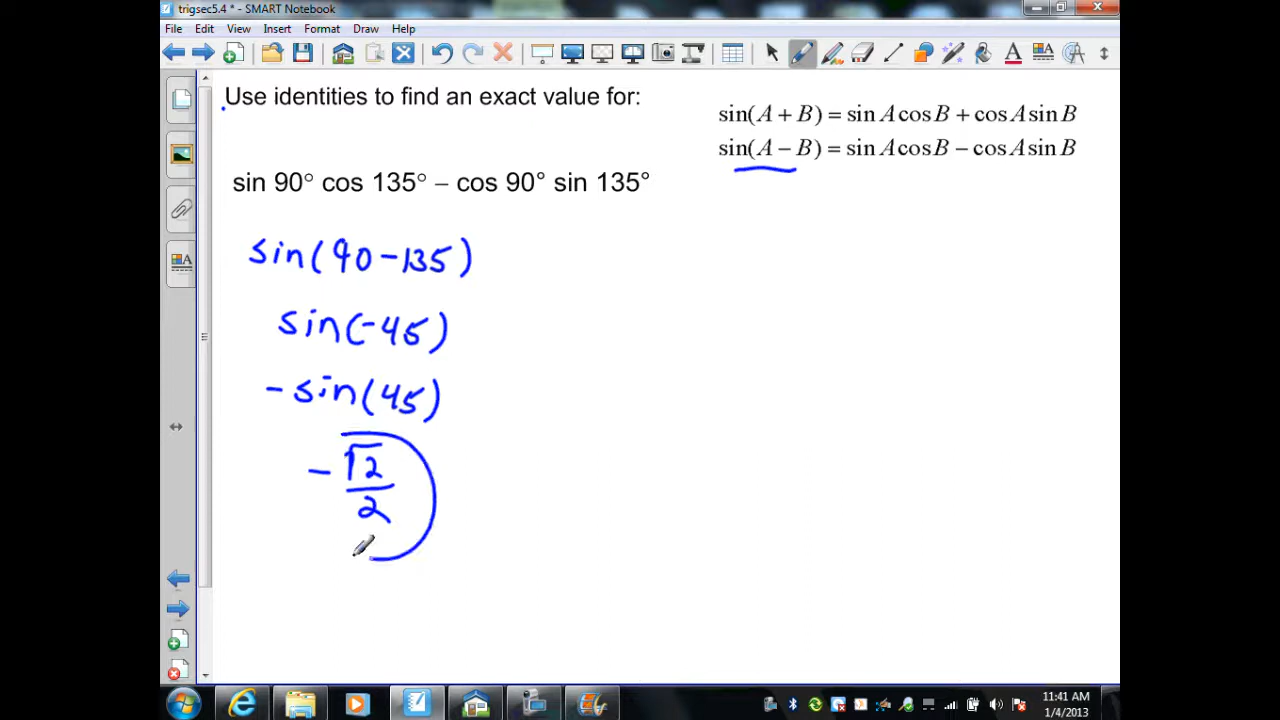 trigsec5.4 * - SMART Notebook
File Edit View Insert Format Draw Help
Use identities to find an exact value for:
sin(A + B) = sin A cos B + cos A sin B
sin(A − B) = sin A cos B − cos A sin B
sin 90° cos 135° – cos 90° sin 135°
sin(90-135)
sin(-45)
-sin(45)
- √2/2
11:41 AM
1/4/2013